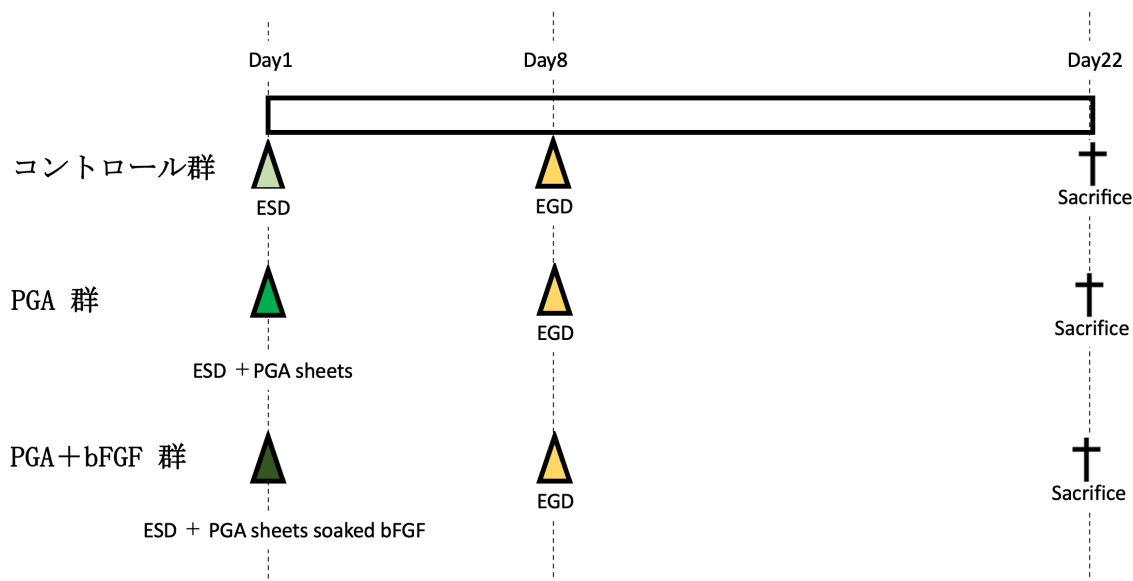 Day1 Day8 Day22
コントロール群
ESD EGD Sacrifice
PGA 群
EGD Sacrifice
ESD ＋PGA sheets
PGA＋bFGF 群
EGD Sacrifice
ESD ＋ PGA sheets soaked bFGF